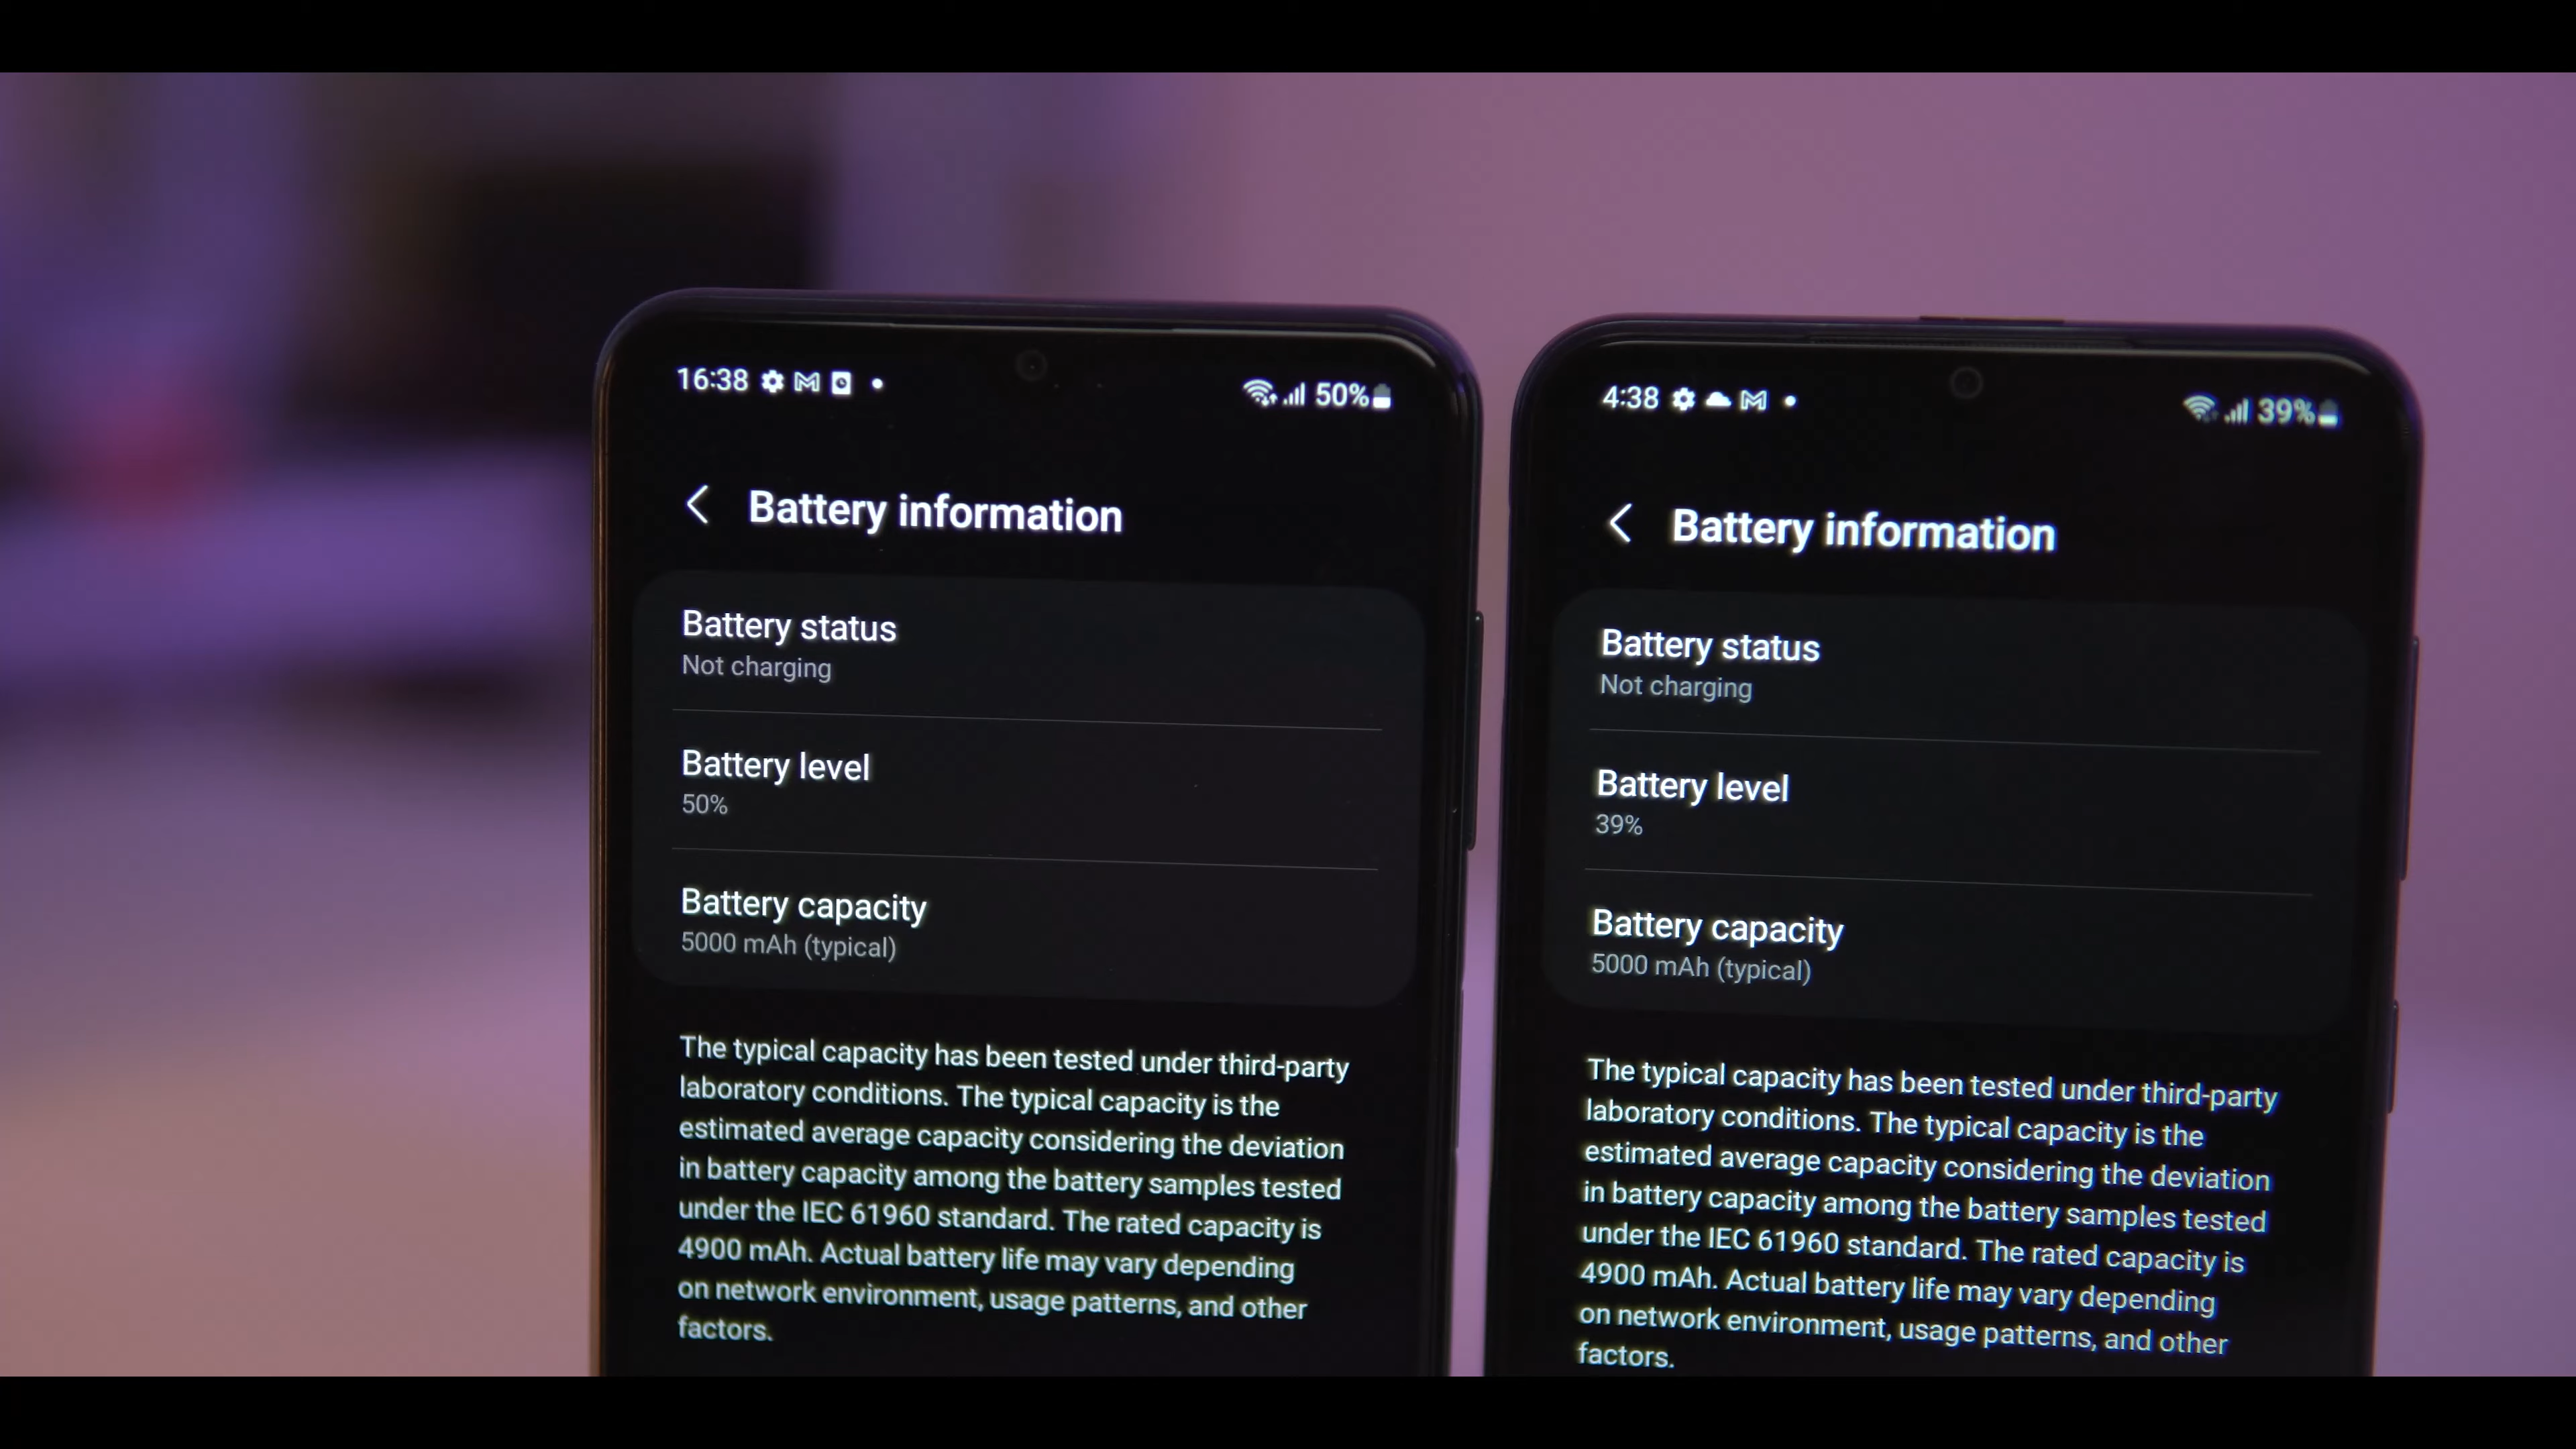 16:38
50%
Battery information
Battery status
Not charging
Battery level
50%
Battery capacity
5000 mAh (typical)
The typical capacity has been tested under third-party
laboratory conditions. The typical capacity is the
estimated average capacity considering the deviation
in battery capacity among the battery samples tested
under the IEC 61960 standard. The rated capacity is
4900 mAh. Actual battery life may vary depending
on network environment, usage patterns, and other
factors.
4:38
39%
Battery information
Battery status
Not charging
Battery level
39%
Battery capacity
5000 mAh (typical)
The typical capacity has been tested under third-party
laboratory conditions. The typical capacity is the
estimated average capacity considering the deviation
in battery capacity among the battery samples tested
under the IEC 61960 standard. The rated capacity is
4900 mAh. Actual battery life may vary depending
on network environment, usage patterns, and other
factors.